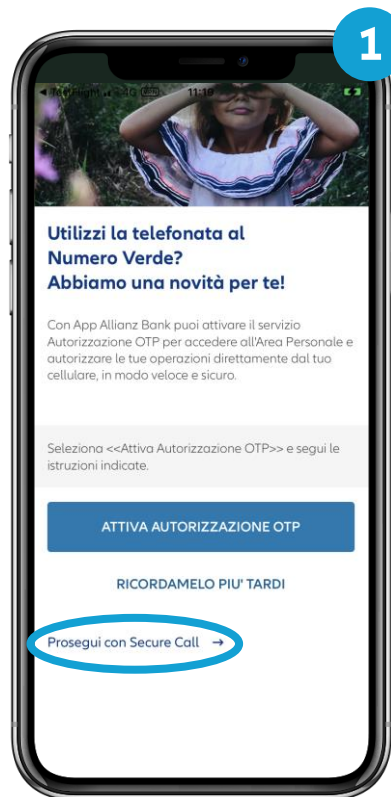 1
11:16
Utilizzi la telefonata al
Numero Verde?
Abbiamo una novità per te!
Con App Allianz Bank puoi attivare il servizio
Autorizzazione OTP per accedere all'Area Personale e
autorizzare le tue operazioni direttamente dal tuo
cellulare, in modo veloce e sicuro.
Seleziona <<Attiva Autorizzazione OTP>> e segui le
istruzioni indicate.
ATTIVA AUTORIZZAZIONE OTP
RICORDAMELO PIU' TARDI
Prosegui con Secure Call →